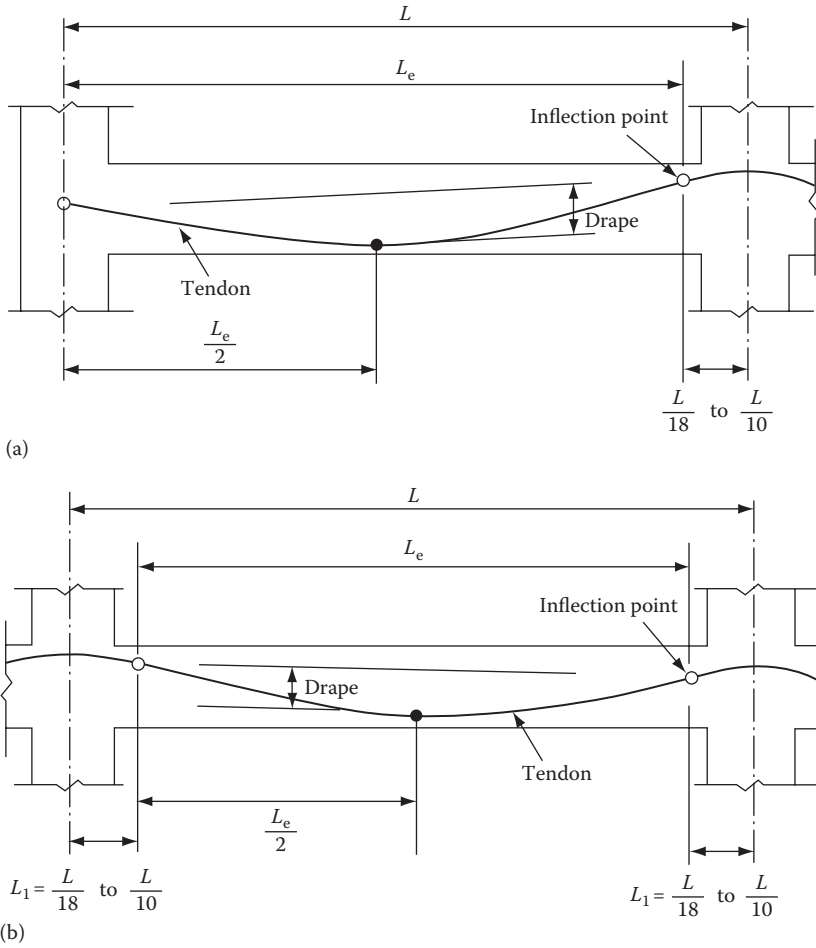 L
L_e
Inflection point
Drape
Tendon
L_e/2
L/18 to L/10
(a)
L
L_e
Inflection point
Drape
Tendon
L_e/2
L_1 = L/18 to L/10
L_1 = L/18 to L/10
(b)